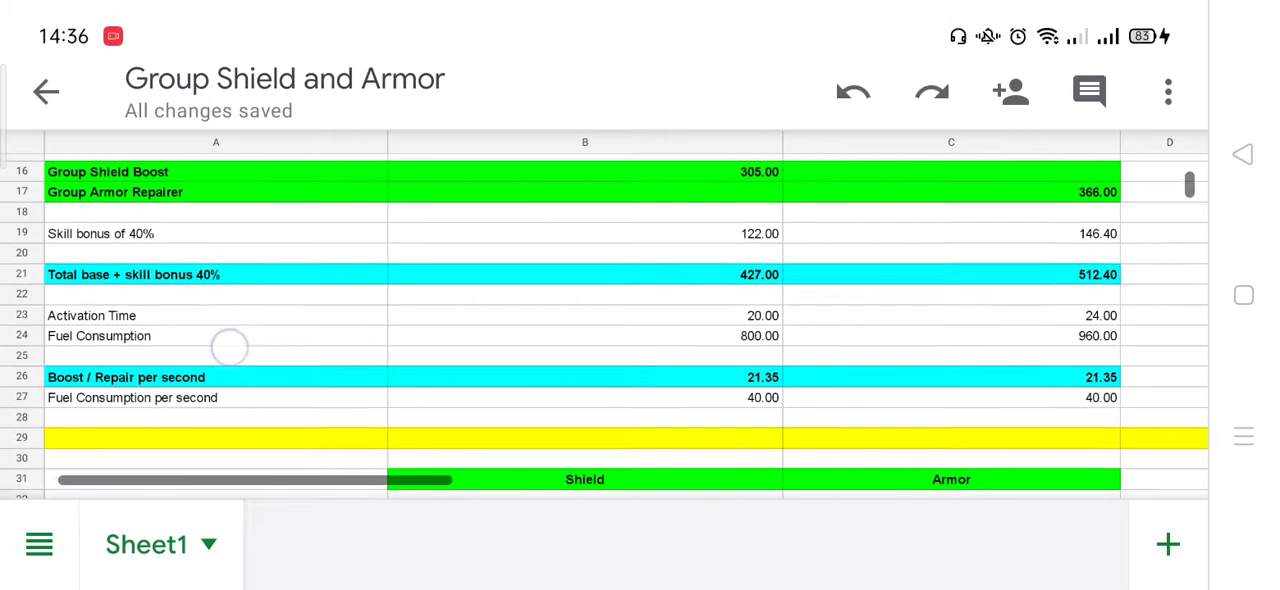 14:36 83
Group Shield and Armor
All changes saved
A B C D
16 Group Shield Boost 305.00
17 Group Armor Repairer 366.00
18
19 Skill bonus of 40% 122.00 146.40
20
21 Total base + skill bonus 40% 427.00 512.40
22
23 Activation Time 20.00 24.00
24 Fuel Consumption 800.00 960.00
25
26 Boost / Repair per second 21.35 21.35
27 Fuel Consumption per second 40.00 40.00
28
29
30
31 Shield Armor
Sheet1